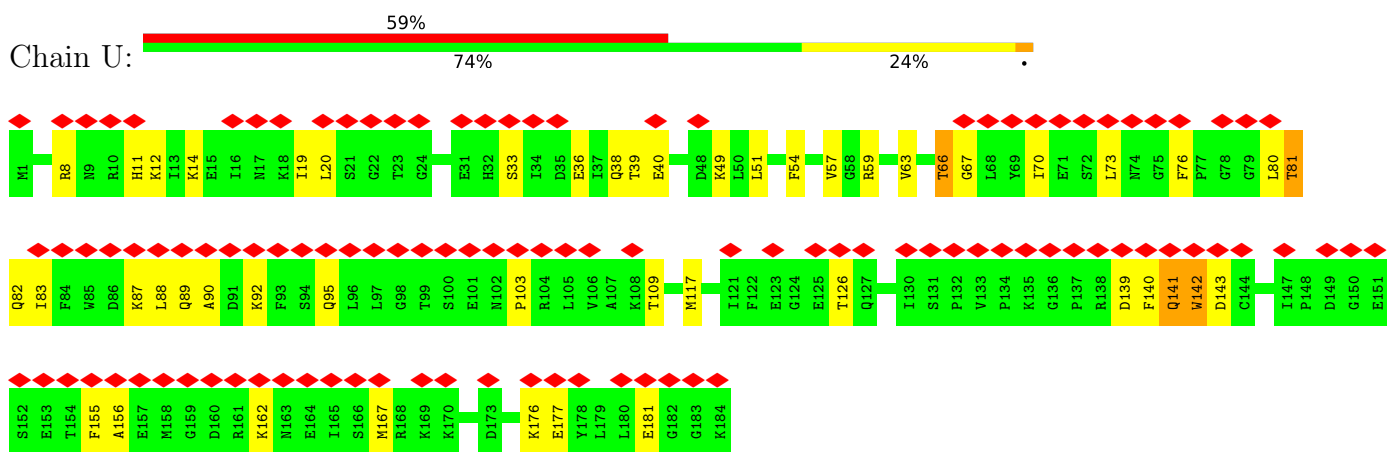 59%
Chain U:
74% 24% •
M1 R8 N9 R10 H11 K12 I13 K14 E15 I16 N17 K18 I19 L20 S21 G22 T23 G24 E31 H32 S33 I34 D35 E36 I37 Q38 T39 E40 D48 K49 L50 L51 F54 V57 G58 R59 V63 T66 G67 L68 Y69 I70 E71 S72 L73 N74 G75 F76 P77 G78 G79 L80 T81
Q82 I83 F84 W85 D86 K87 L88 Q89 A90 D91 K92 F93 S94 Q95 L96 L97 G98 T99 S100 E101 N102 P103 R104 L105 V106 A107 K108 T109 M117 I121 F122 E123 G124 E125 T126 Q127 I130 S131 P132 V133 P134 K135 G136 P137 R138 D139 F140 Q141 W142 D143 C144 I147 P148 D149 G150 E151
S152 E153 T154 F155 A156 E157 M158 G159 D160 R161 K162 N163 E164 I165 S166 M167 R168 K169 K170 D173 K176 E177 Y178 L179 L180 E181 G182 G183 K184